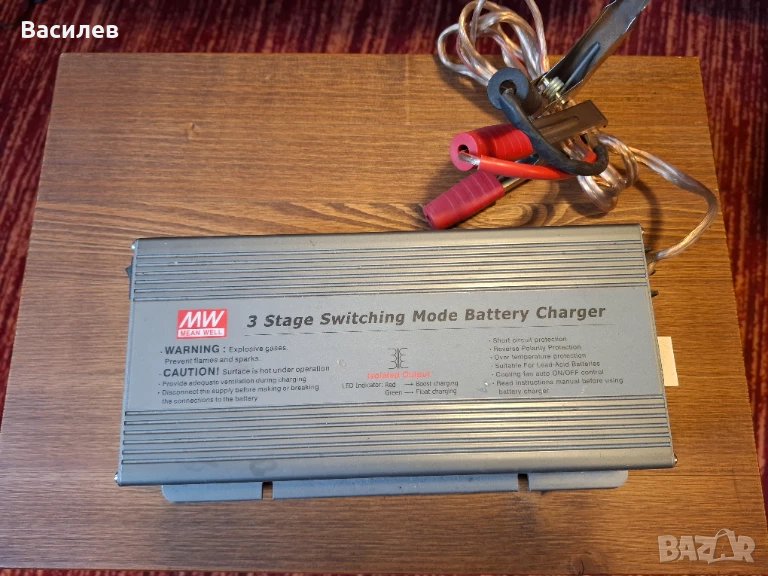 Василев
MW
MEAN WELL
3 Stage Switching Mode Battery Charger
- WARNING : Explosive gases.
Prevent flames and sparks.
- CAUTION! Surface is hot under operation
- Provide adequate ventilation during charging
- Disconnect the supply before making or breaking
the connections to the battery
Isolated Output
LED Indicator: Red → Boost charging
Green → Float charging
- Short circuit protection
- Reverse Polarity Protection
- Over temperature protection
- Suitable For Lead-Acid Batteries
- Cooling fan auto ON/OFF control
- Read instructions manual before using
battery charger.
BAZAR